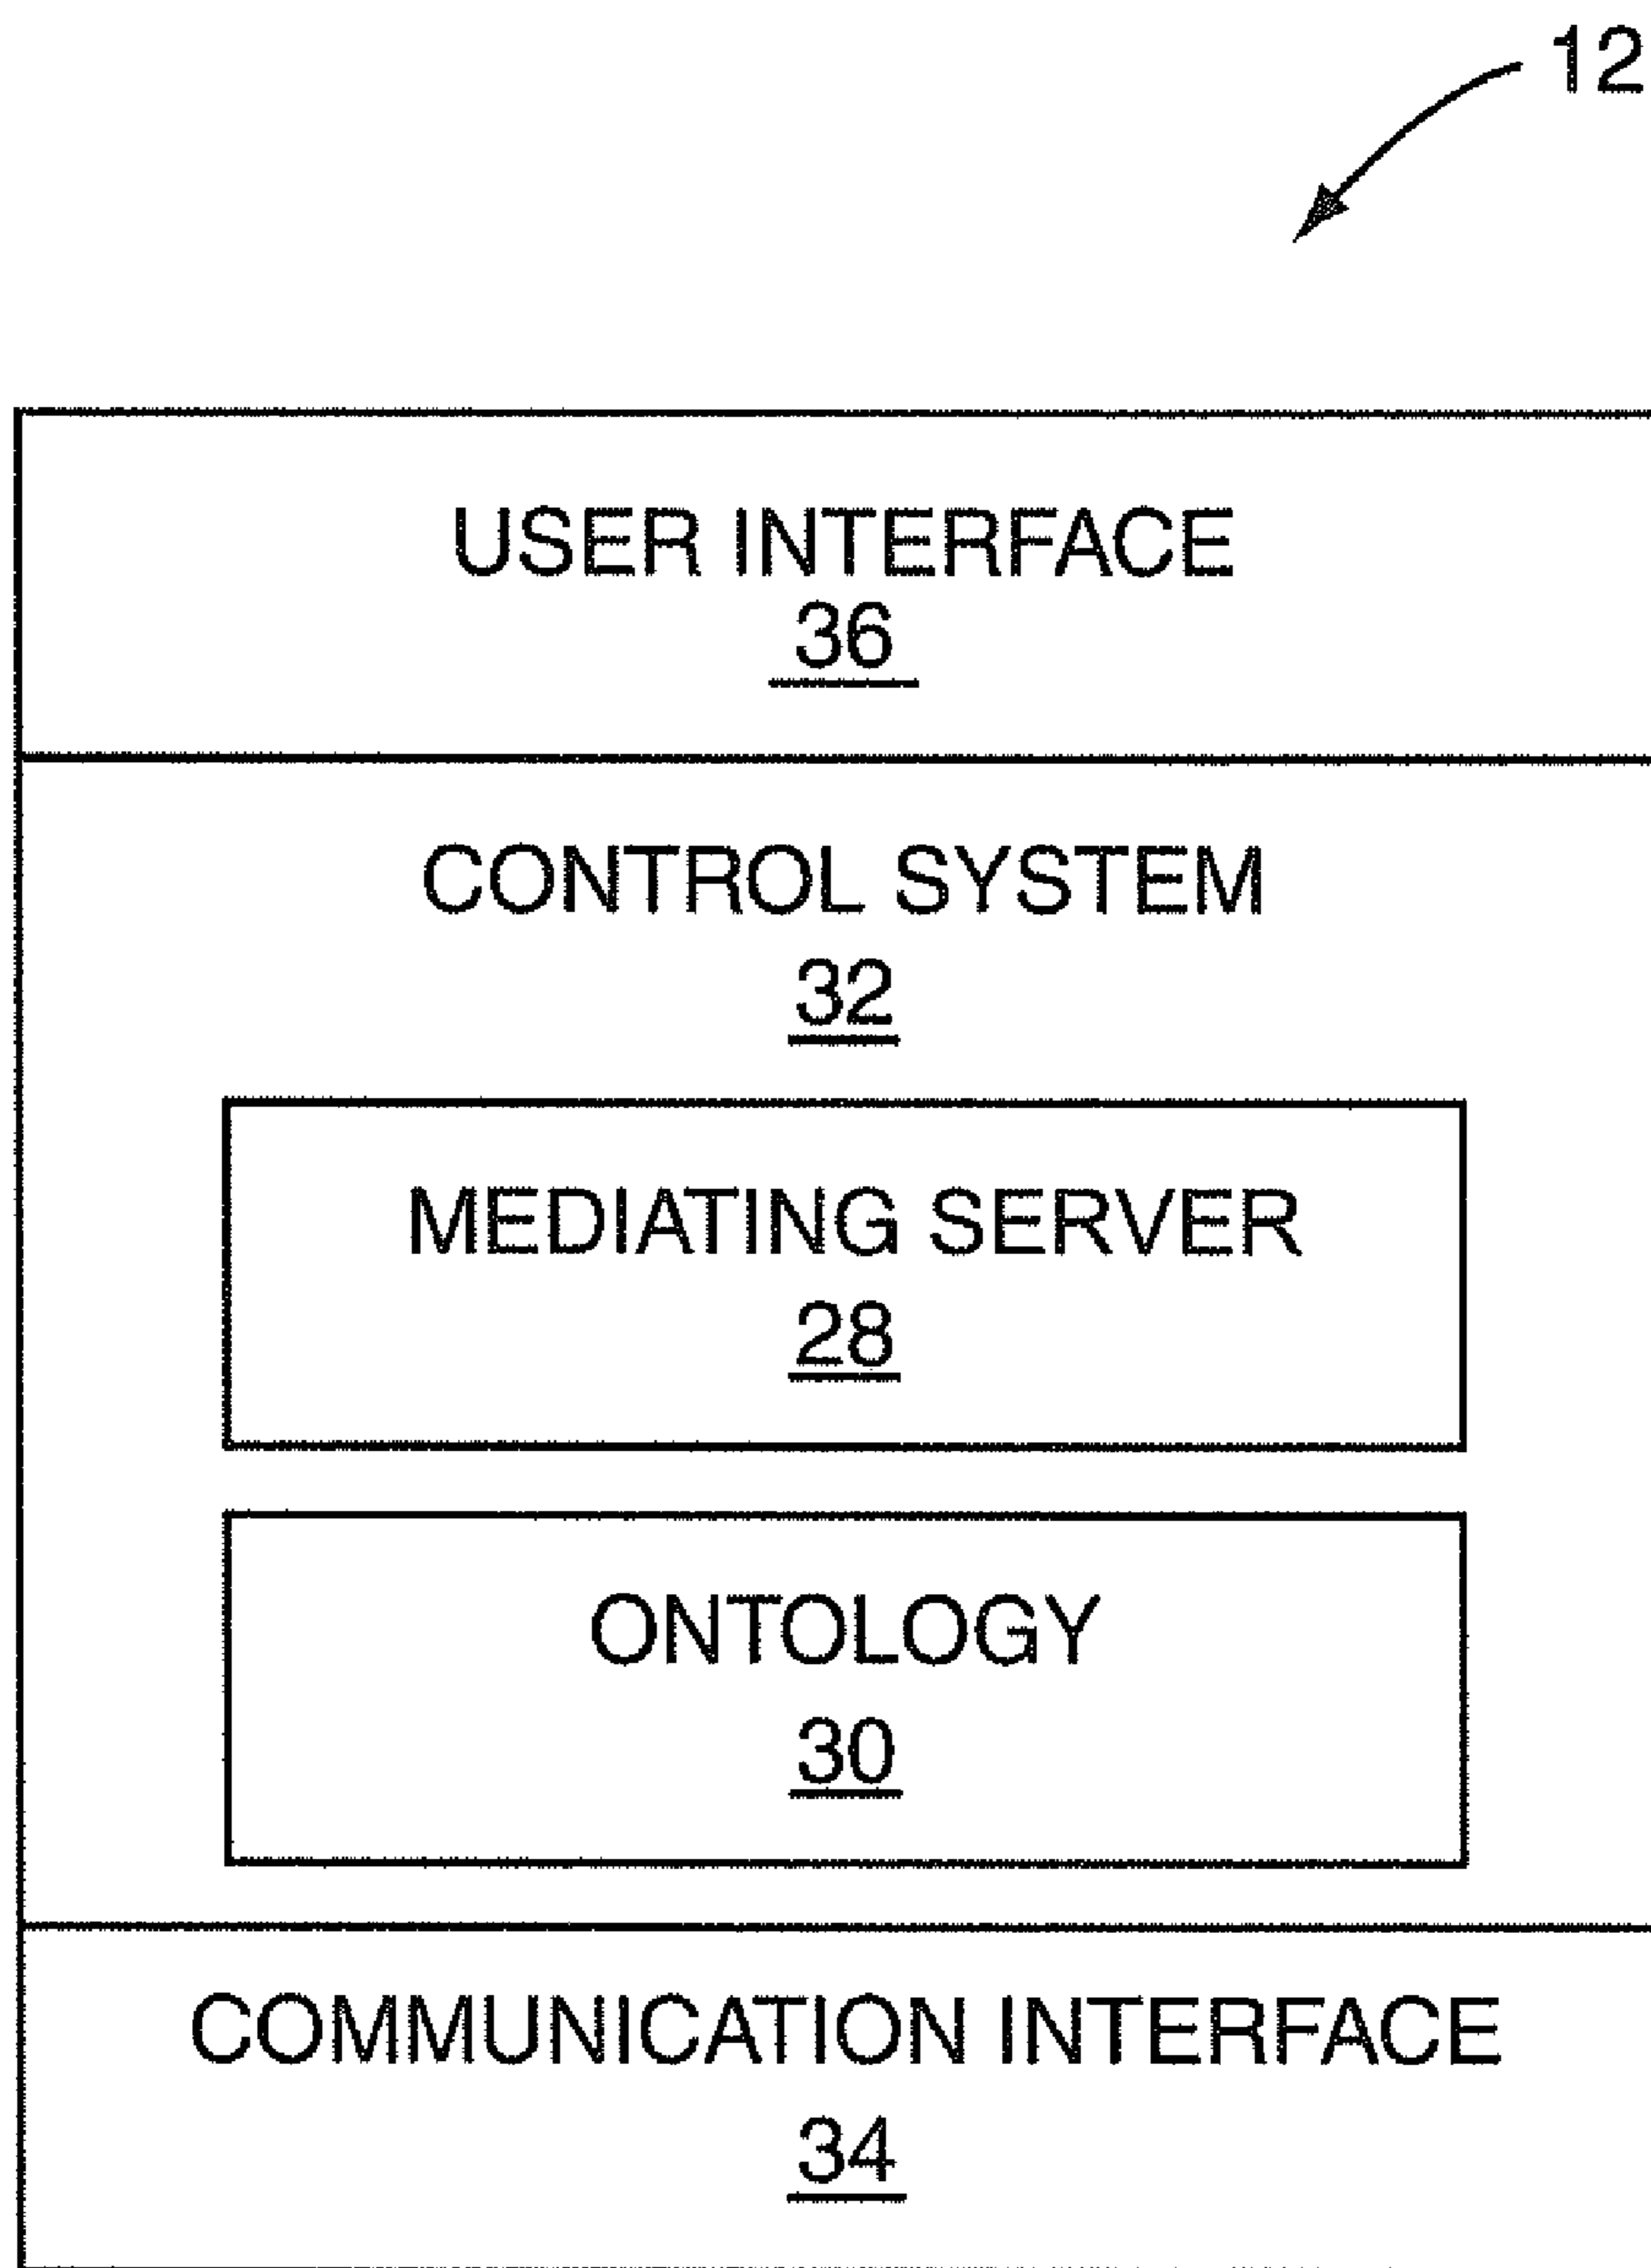 12
USER INTERFACE
36
CONTROL SYSTEM
32
MEDIATING SERVER
28
ONTOLOGY
30
COMMUNICATION INTERFACE
34